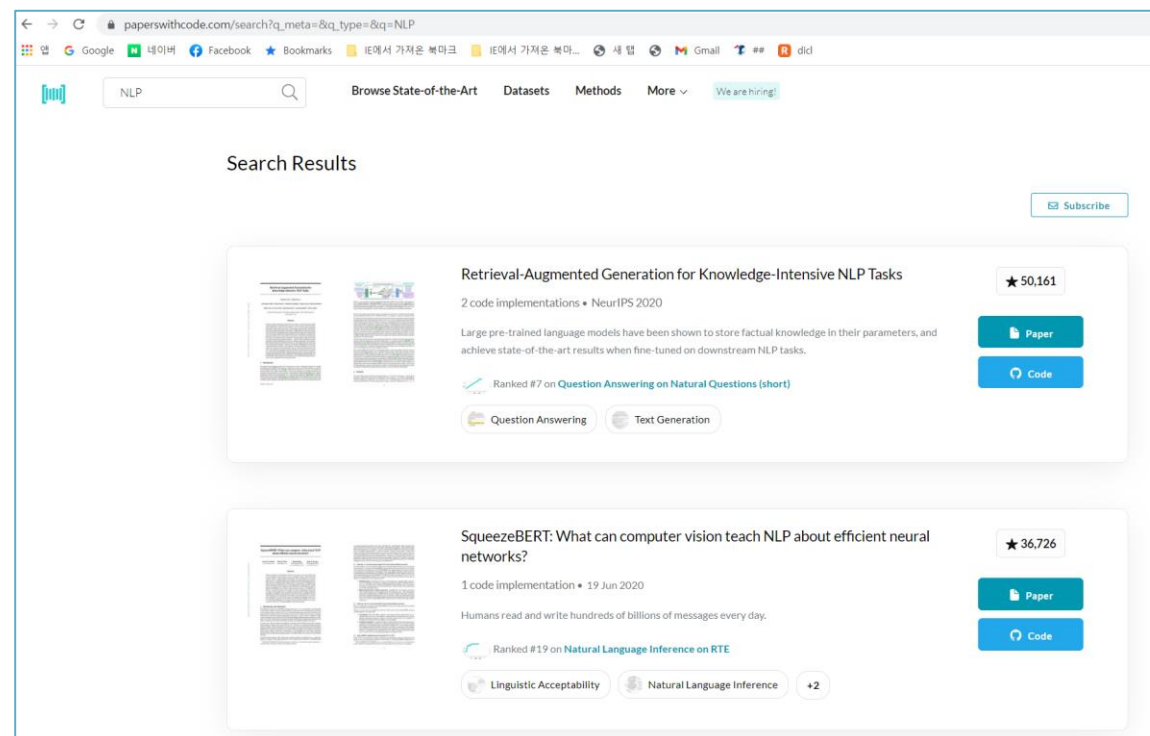 paperswithcode.com/search?q_meta=&q_type=&q=NLP
앱 Google 네이버 Facebook Bookmarks IE에서 가져온 북마크 IE에서 가져온 북마... 새 탭 Gmail ## dicl
NLP Browse State-of-the-Art Datasets Methods More We are hiring!
Search Results
Subscribe
Retrieval-Augmented Generation for Knowledge-Intensive NLP Tasks
★ 50,161
2 code implementations • NeurIPS 2020
Large pre-trained language models have been shown to store factual knowledge in their parameters, and
achieve state-of-the-art results when fine-tuned on downstream NLP tasks.
Paper
Code
Ranked #7 on Question Answering on Natural Questions (short)
Question Answering Text Generation
SqueezeBERT: What can computer vision teach NLP about efficient neural
networks?
★ 36,726
1 code implementation • 19 Jun 2020
Humans read and write hundreds of billions of messages every day.
Paper
Code
Ranked #19 on Natural Language Inference on RTE
Linguistic Acceptability Natural Language Inference +2